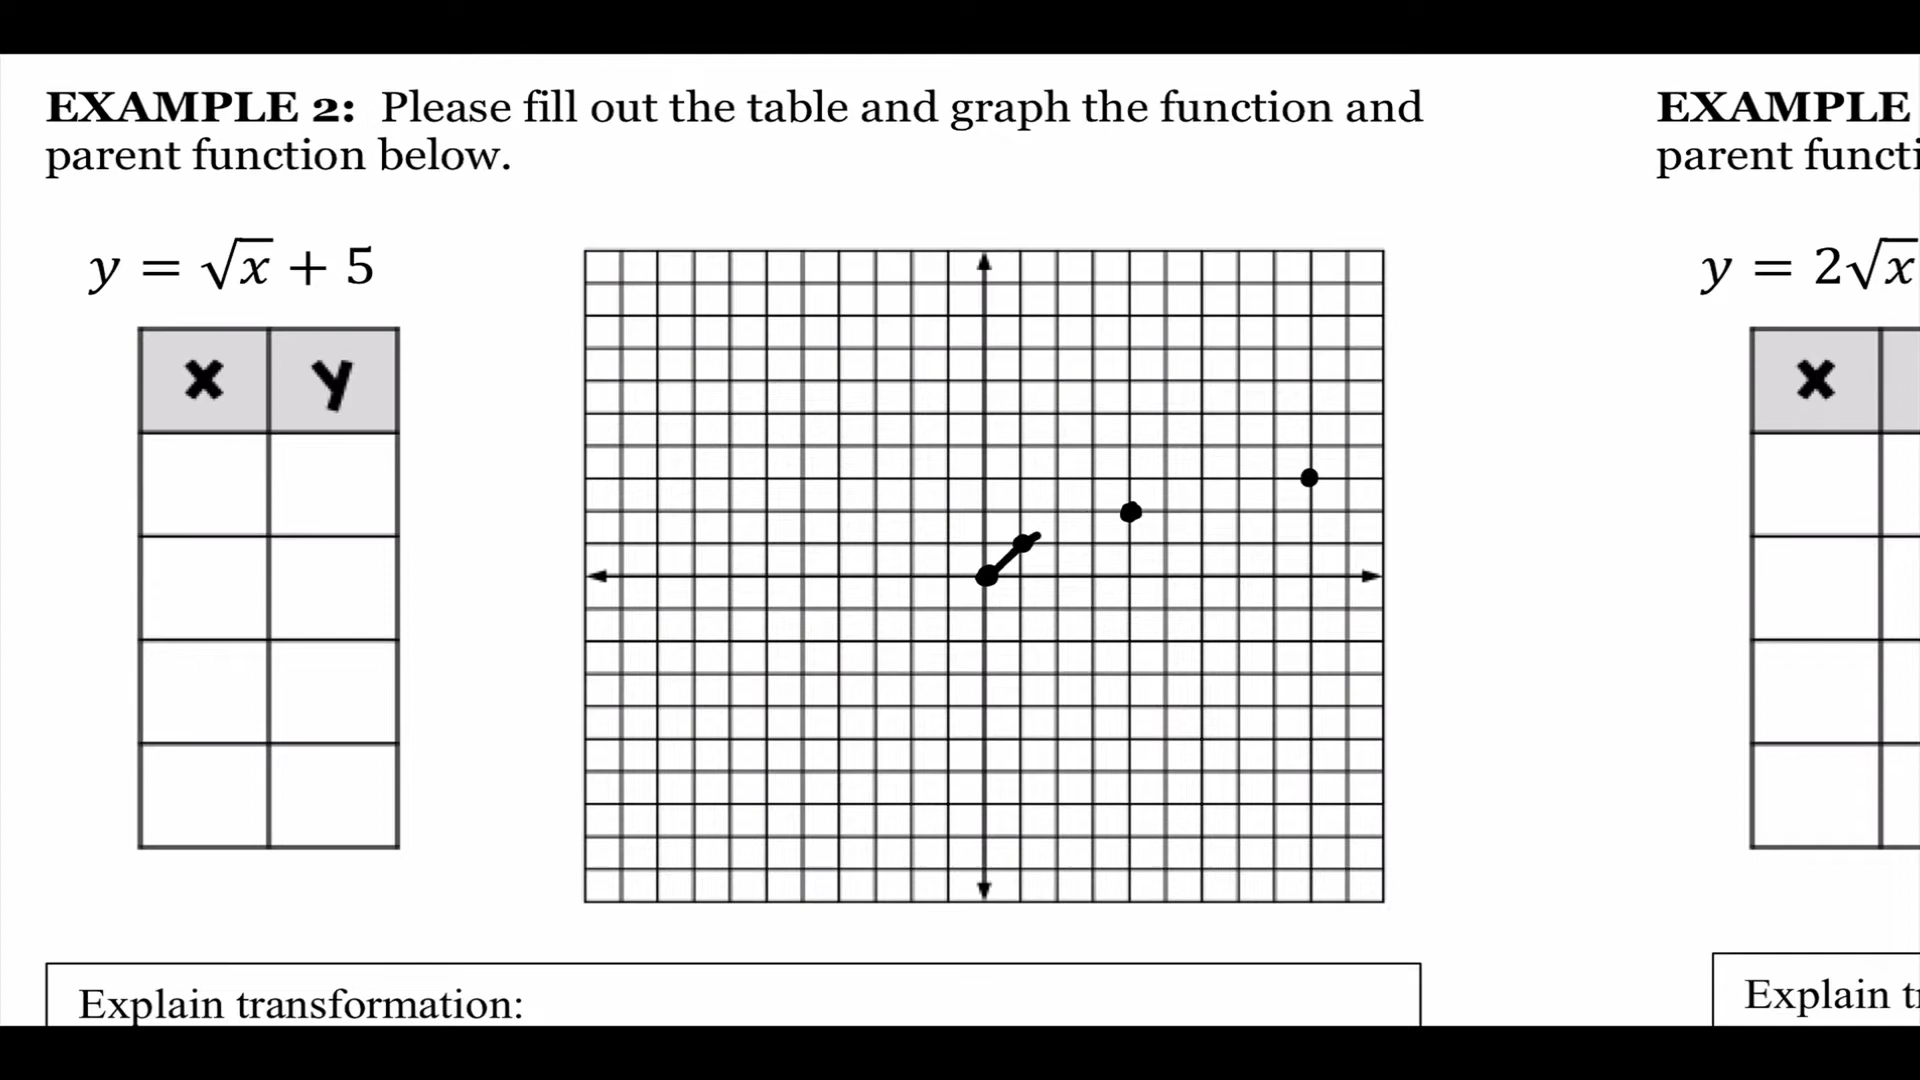 EXAMPLE 2: Please fill out the table and graph the function and
parent function below.
y = √x + 5
x y
Explain transformation:
EXAMPLE
parent functi
y = 2√x
x
Explain t